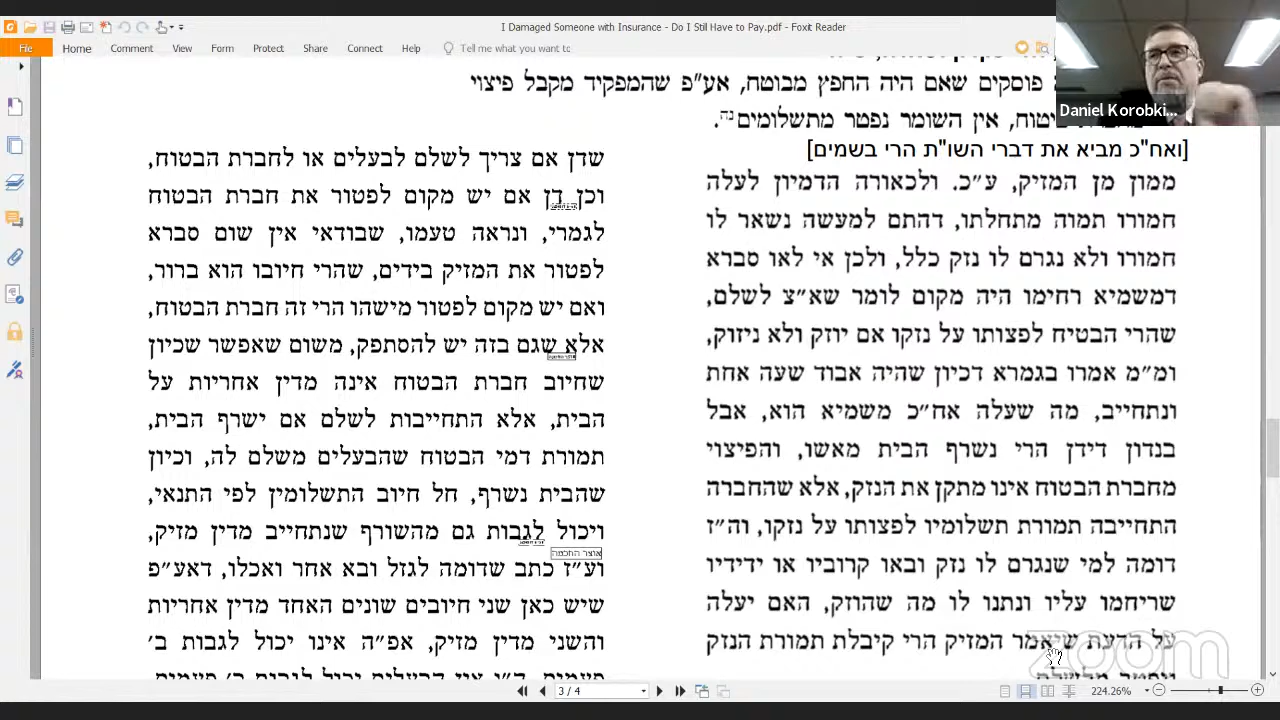 I Damaged Someone with Insurance - Do I Still Have to Pay.pdf - Foxit Reader
File Home Comment View Form Protect Share Connect Help Tell me what you want to
Daniel Korobki...
פוסקים שאם היה החפץ מבוטח, אע"פ שהמפקיד מקבל פיצוי
אין השומר נפטר מתשלומים נה.
[ואח"כ מביא את דברי השו"ת הרי בשמים]
ממון מן המזיק, ע"כ. ולכאורה הדמיון לעלה
חמורו תמוה מתחלתו, דהתם למעשה נשאר לו
חמורו ולא נגרם לו נזק כלל, ולכן אי לאו סברא
דמשמיא רחימו היה מקום לומר שא"צ לשלם,
שהרי הבטיח לפצותו על נזקו אם יוזק ולא ניזוק,
ומ"מ אמרו בגמרא דכיון שהיה אבוד שעה אחת
ונתחייב, מה שעלה אח"כ משמיא הוא, אבל
בנדון דידן הרי נשרף הבית מאשו, והפיצוי
מחברת הבטוח אינו מתקן את הנזק, אלא שהחברה
התחייבה תמורת תשלומיו לפצותו על נזקו, וה"ז
דומה למי שנגרם לו נזק ובאו קרוביו או ידידיו
שריחמו עליו ונתנו לו מה שהוזק, האם יעלה
על הדעת שיאמר המזיק הרי קיבלת תמורת הנזק
שדן אם צריך לשלם לבעלים או לחברת הבטוח,
וכן דן אם יש מקום לפטור את חברת הבטוח
לגמרי, ונראה טעמו, שבודאי אין שום סברא
לפטור את המזיק בידים, שהרי חיובו הוא ברור,
ואם יש מקום לפטור מישהו הרי זה חברת הבטוח,
אלא שגם בזה יש להסתפק, משום שאפשר שכיון
שחיוב חברת הבטוח אינה מדין אחריות על
הבית, אלא התחייבות לשלם אם ישרף הבית,
תמורת דמי הבטוח שהבעלים משלם לה, וכיון
שהבית נשרף, חל חיוב התשלומין לפי התנאי,
ויכול לגבות גם מהשורף שנתחייב מדין מזיק,
אוצר החכמה
וע"ז כתב שדומה לגזל ובא אחר ואכלו, דאע"פ
שיש כאן שני חיובים שונים האחד מדין אחריות
והשני מדין מזיק, אפ"ה אינו יכול לגבות ב'
zoom
3 / 4
224.26%